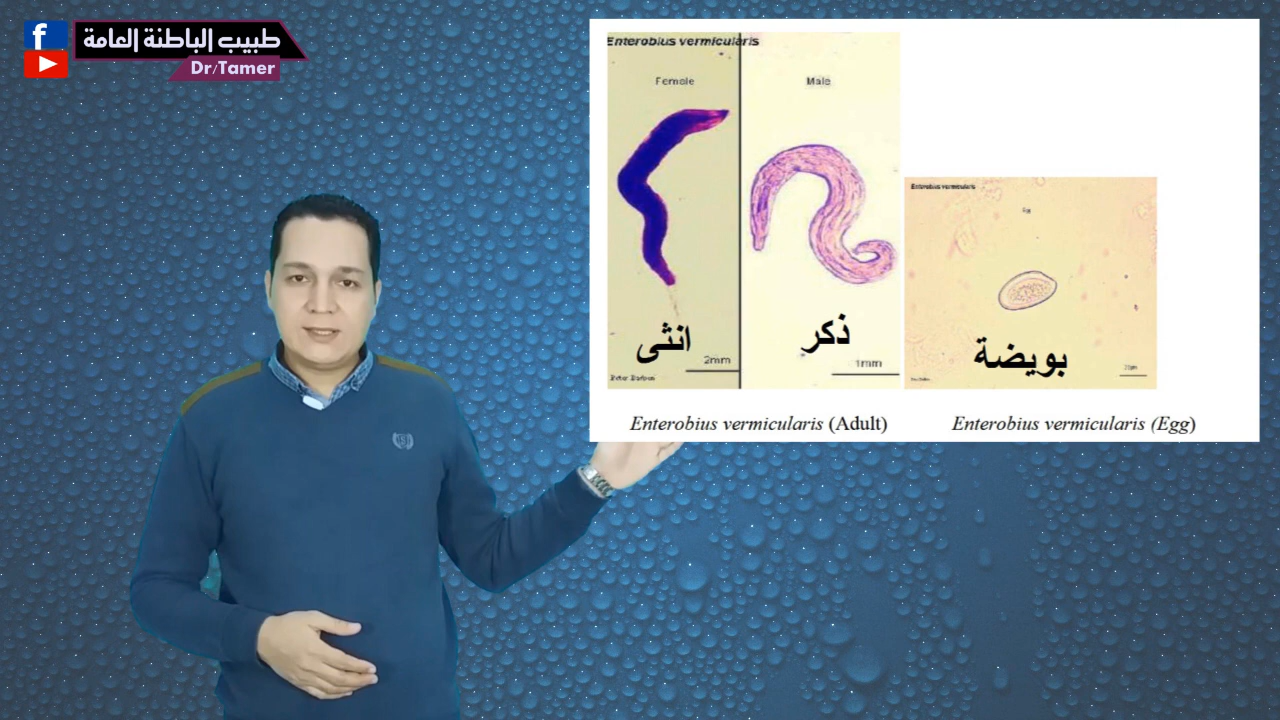 f
طبيب الباطنة العامة
Dr/Tamer
Enterobius vermicularis
Female
Male
انثى
ذكر
2mm
1mm
Enterobius vermicularis
Egg
بويضة
Enterobius vermicularis (Adult)
Enterobius vermicularis (Egg)